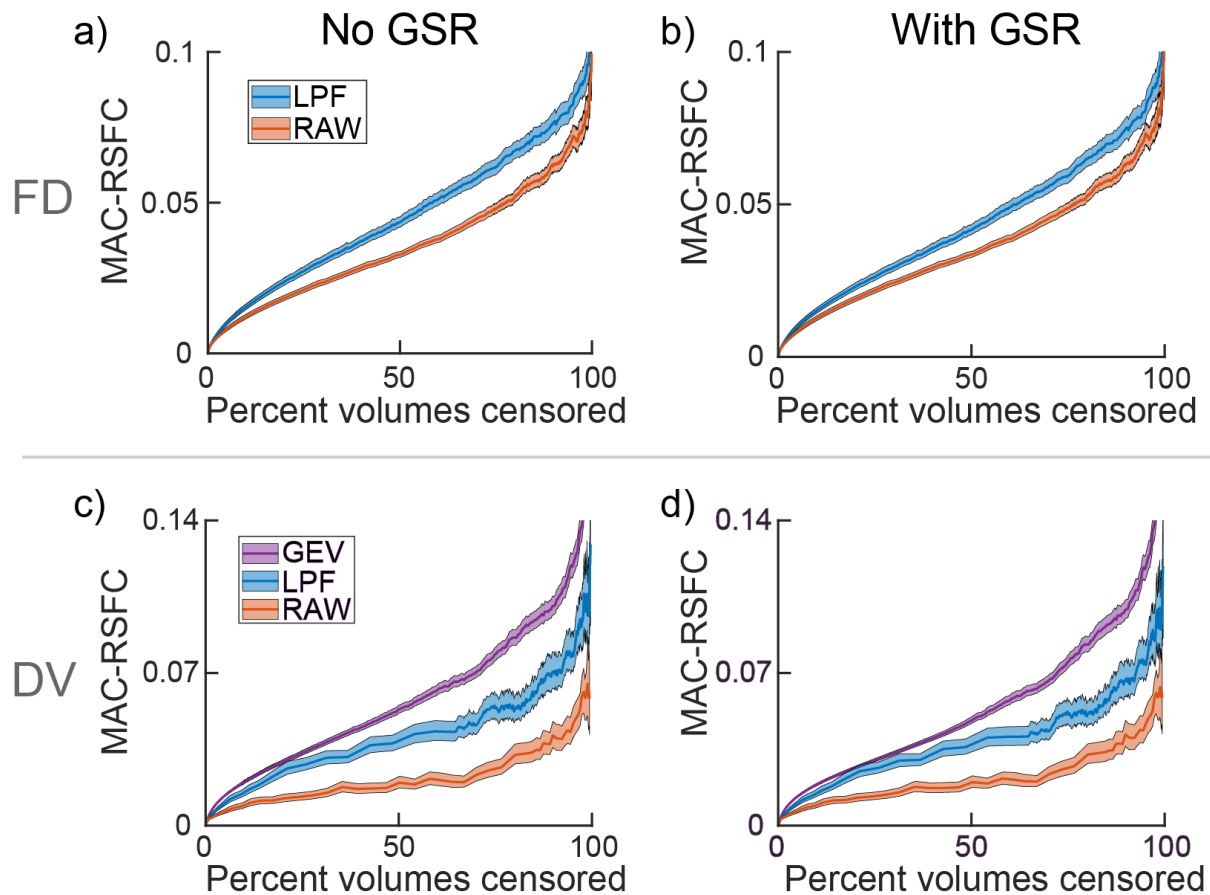 a) No GSR
b) With GSR
FD
MAC-RSFC
0.1
0.05
0
LPF
RAW
0 50 100
Percent volumes censored
MAC-RSFC
0.1
0.05
0
0 50 100
Percent volumes censored
DV
c)
MAC-RSFC
0.14
0.07
0
GEV
LPF
RAW
0 50 100
Percent volumes censored
d)
MAC-RSFC
0.14
0.07
0
0 50 100
Percent volumes censored